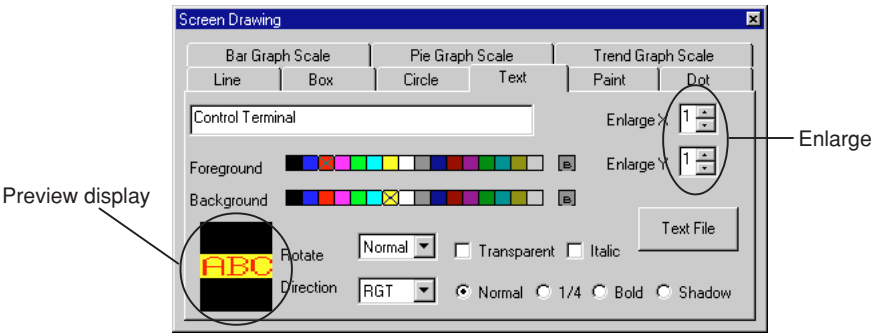 Screen Drawing
Bar Graph Scale Pie Graph Scale Trend Graph Scale
Line Box Circle Text Paint Dot
Control Terminal Enlarge X 1
Enlarge
Foreground B Enlarge Y 1
Preview display
Background B
Text File
ABC
Rotate Normal Transparent Italic
Direction RGT Normal 1/4 Bold Shadow